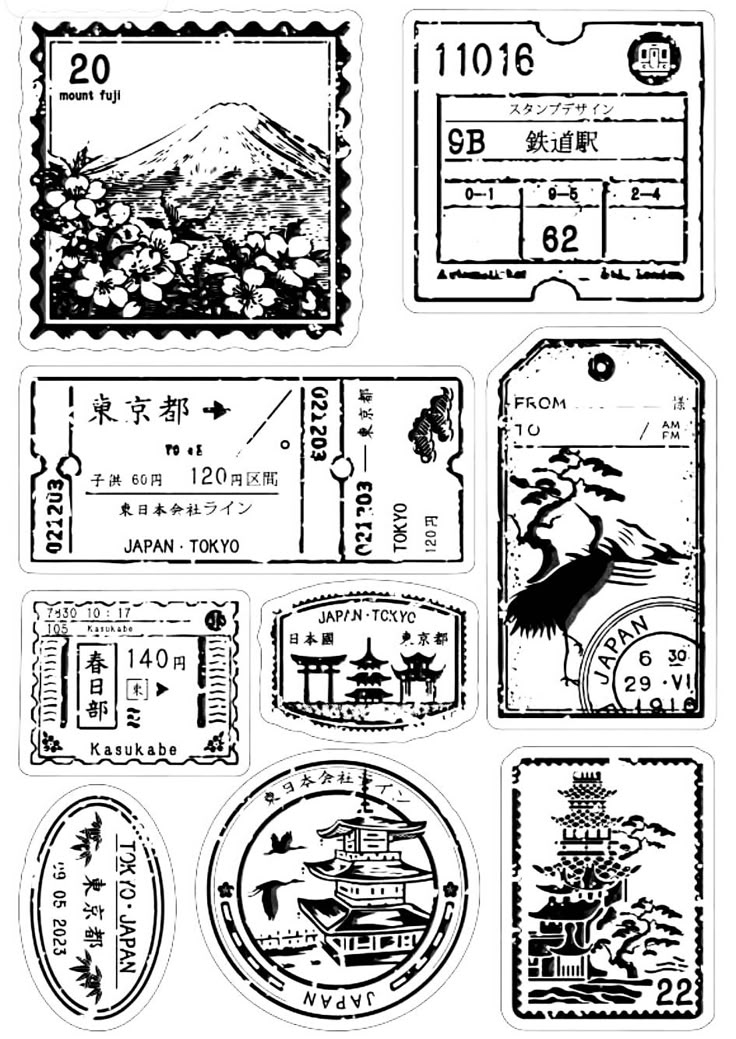 20
mount fuji
11016
スタンプデザイン
9B 鉄道駅
0-1 9-5 2-4
62
東京都 →
021203
子供 60円 120円区間
東日本会社ライン
JAPAN・TOKYO
021203
021203
東京都
TOKYO
120円
FROM 様
TO / AM
PM
JAPAN
6 30
29 ・VI
1916
7930 10:17
105 Kasukabe
春日部
140円
東
Kasukabe
JAPAN・TOKYO
日本國 東京都
TOKYO・JAPAN
東京都
09 05 2023
東日本会社ライン
JAPAN
22